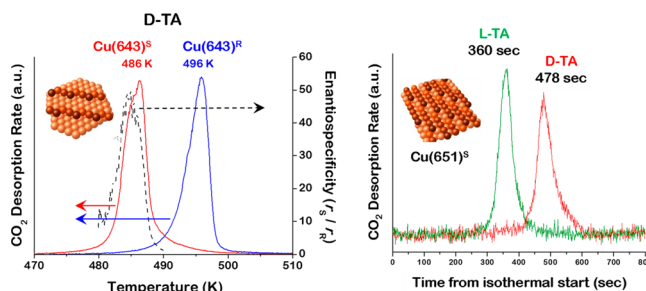 D-TA
Cu(643)S
486 K
Cu(643)R
496 K
60
50
40
30
20
10
0
CO2 Desorption Rate (a.u.)
Enantiospecificity (rS / rR)
470
480
490
500
510
Temperature (K)
L-TA
360 sec
D-TA
478 sec
Cu(651)S
CO2 Desorption Rate (a.u.)
0 100 200 300 400 500 600 700 800
Time from isothermal start (sec)